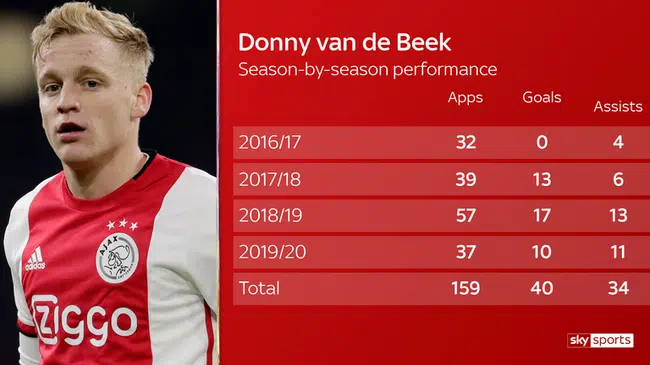 Donny van de Beek
Season-by-season performance
Apps Goals Assists
2016/17 32 0 4
2017/18 39 13 6
2018/19 57 17 13
2019/20 37 10 11
Total 159 40 34
adidas
AJAX
Ziggo
sky sports